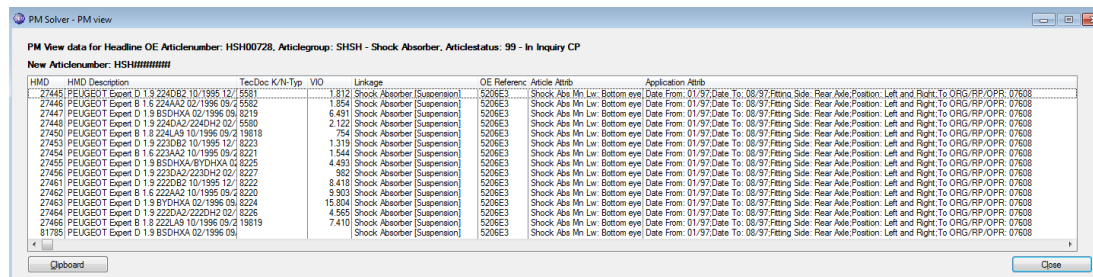 PM Solver - PM view
PM View data for Headline OE Articlenumber: HSH00728, Articlegroup: SHSH - Shock Absorber, Articlestatus: 99 - In Inquiry CP
New Articlenumber: HSH########
HMD HMD Description TecDoc K/N-Typ VIO Linkage OE Referenc Article Attrib Application Attrib
27445 PEUGEOT Expert D 1.9 224DB2 10/1995 12/ 5581 1.812 Shock Absorber [Suspension] 5206E3 Shock Abs Mn Lw: Bottom eye Date From: 01/97;Date To: 08/97;Fitting Side: Rear Axle;Position: Left and Right;To ORG/RP/OPR: 07608
27446 PEUGEOT Expert B 1.6 224AA2 02/1996 09/2 5582 1.854 Shock Absorber [Suspension] 5206E3 Shock Abs Mn Lw: Bottom eye Date From: 01/97;Date To: 08/97;Fitting Side: Rear Axle;Position: Left and Right;To ORG/RP/OPR: 07608
27447 PEUGEOT Expert D 1.9 BSDHXA 02/1996 09/ 8219 6.491 Shock Absorber [Suspension] 5206E3 Shock Abs Mn Lw: Bottom eye Date From: 01/97;Date To: 08/97;Fitting Side: Rear Axle;Position: Left and Right;To ORG/RP/OPR: 07608
27448 PEUGEOT Expert D 1.9 224DA2/224DH2 02/ 5580 2.122 Shock Absorber [Suspension] 5206E3 Shock Abs Mn Lw: Bottom eye Date From: 01/97;Date To: 08/97;Fitting Side: Rear Axle;Position: Left and Right;To ORG/RP/OPR: 07608
27450 PEUGEOT Expert B 1.8 224LA9 10/1996 09/2 19818 754 Shock Absorber [Suspension] 5206E3 Shock Abs Mn Lw: Bottom eye Date From: 01/97;Date To: 08/97;Fitting Side: Rear Axle;Position: Left and Right;To ORG/RP/OPR: 07608
27453 PEUGEOT Expert D 1.9 223DB2 10/1995 12/ 8223 1.319 Shock Absorber [Suspension] 5206E3 Shock Abs Mn Lw: Bottom eye Date From: 01/97;Date To: 08/97;Fitting Side: Rear Axle;Position: Left and Right;To ORG/RP/OPR: 07608
27454 PEUGEOT Expert B 1.6 223AA2 10/1995 09/2 8221 1.544 Shock Absorber [Suspension] 5206E3 Shock Abs Mn Lw: Bottom eye Date From: 01/97;Date To: 08/97;Fitting Side: Rear Axle;Position: Left and Right;To ORG/RP/OPR: 07608
27455 PEUGEOT Expert D 1.9 BSDHXA/BYDHXA 02 8225 4.493 Shock Absorber [Suspension] 5206E3 Shock Abs Mn Lw: Bottom eye Date From: 01/97;Date To: 08/97;Fitting Side: Rear Axle;Position: Left and Right;To ORG/RP/OPR: 07608
27456 PEUGEOT Expert D 1.9 223DA2/223DH2 02/ 8227 982 Shock Absorber [Suspension] 5206E3 Shock Abs Mn Lw: Bottom eye Date From: 01/97;Date To: 08/97;Fitting Side: Rear Axle;Position: Left and Right;To ORG/RP/OPR: 07608
27461 PEUGEOT Expert D 1.9 222DB2 10/1995 12/ 8222 8.418 Shock Absorber [Suspension] 5206E3 Shock Abs Mn Lw: Bottom eye Date From: 01/97;Date To: 08/97;Fitting Side: Rear Axle;Position: Left and Right;To ORG/RP/OPR: 07608
27462 PEUGEOT Expert B 1.6 222AA2 10/1995 09/2 8220 9.903 Shock Absorber [Suspension] 5206E3 Shock Abs Mn Lw: Bottom eye Date From: 01/97;Date To: 08/97;Fitting Side: Rear Axle;Position: Left and Right;To ORG/RP/OPR: 07608
27463 PEUGEOT Expert D 1.9 BYDHXA 02/1996 09/ 8224 15.804 Shock Absorber [Suspension] 5206E3 Shock Abs Mn Lw: Bottom eye Date From: 01/97;Date To: 08/97;Fitting Side: Rear Axle;Position: Left and Right;To ORG/RP/OPR: 07608
27464 PEUGEOT Expert D 1.9 222DA2/222DH2 02/ 8226 4.565 Shock Absorber [Suspension] 5206E3 Shock Abs Mn Lw: Bottom eye Date From: 01/97;Date To: 08/97;Fitting Side: Rear Axle;Position: Left and Right;To ORG/RP/OPR: 07608
27466 PEUGEOT Expert B 1.8 222LA9 10/1996 09/2 19819 7.410 Shock Absorber [Suspension] 5206E3 Shock Abs Mn Lw: Bottom eye Date From: 01/97;Date To: 08/97;Fitting Side: Rear Axle;Position: Left and Right;To ORG/RP/OPR: 07608
81785 PEUGEOT Expert D 1.9 BSDHXA 02/1996 09/ Shock Absorber [Suspension] 5206E3 Shock Abs Mn Lw: Bottom eye Date From: 01/97;Date To: 08/97;Fitting Side: Rear Axle;Position: Left and Right;To ORG/RP/OPR: 07608
Clipboard Close